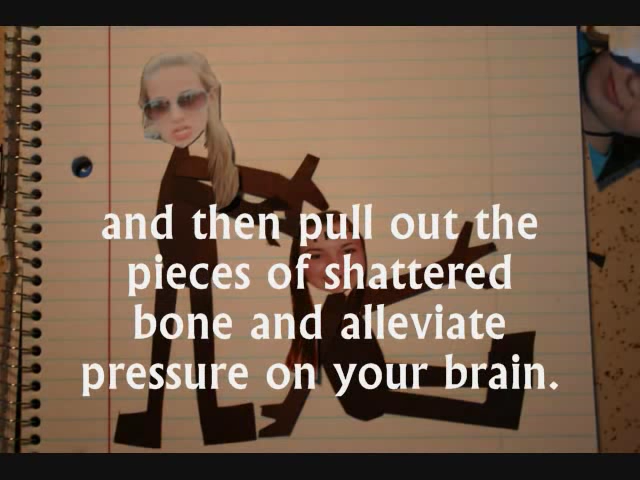 and then pull out the
pieces of shattered
bone and alleviate
pressure on your brain.